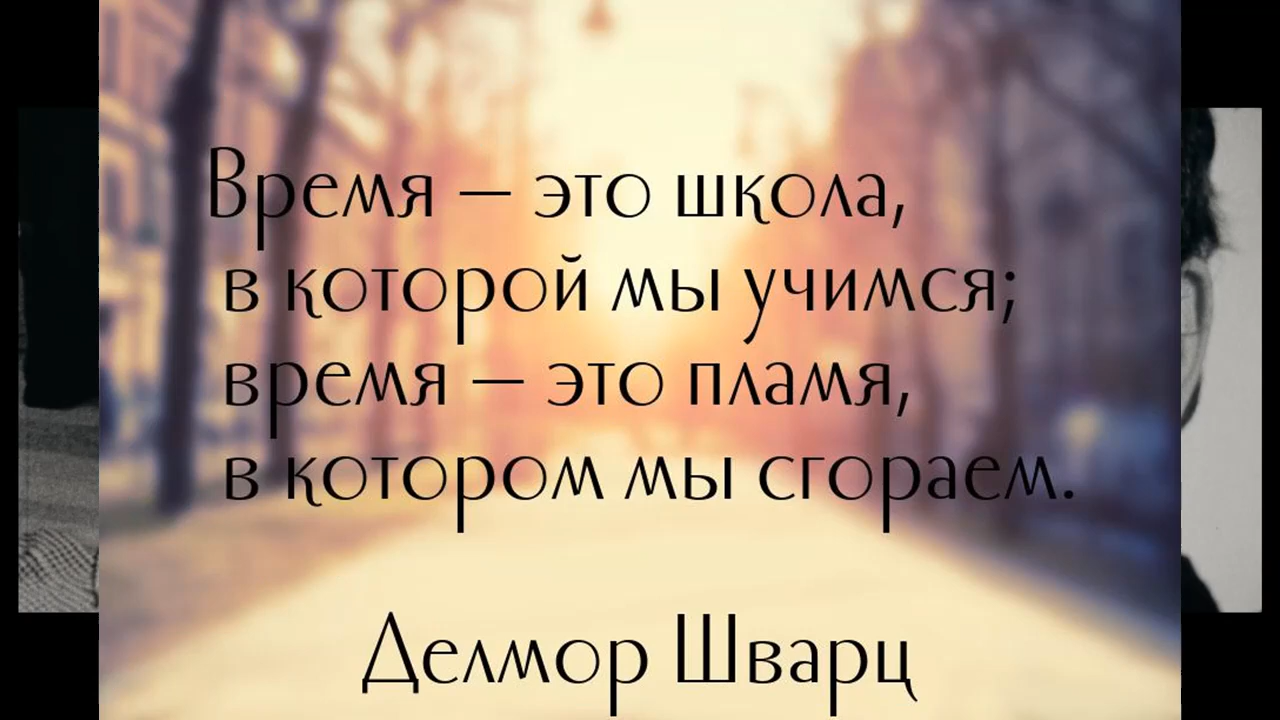 Время – это школа,
в которой мы учимся;
время – это пламя,
в котором мы сгораем.
Делмор Шварц